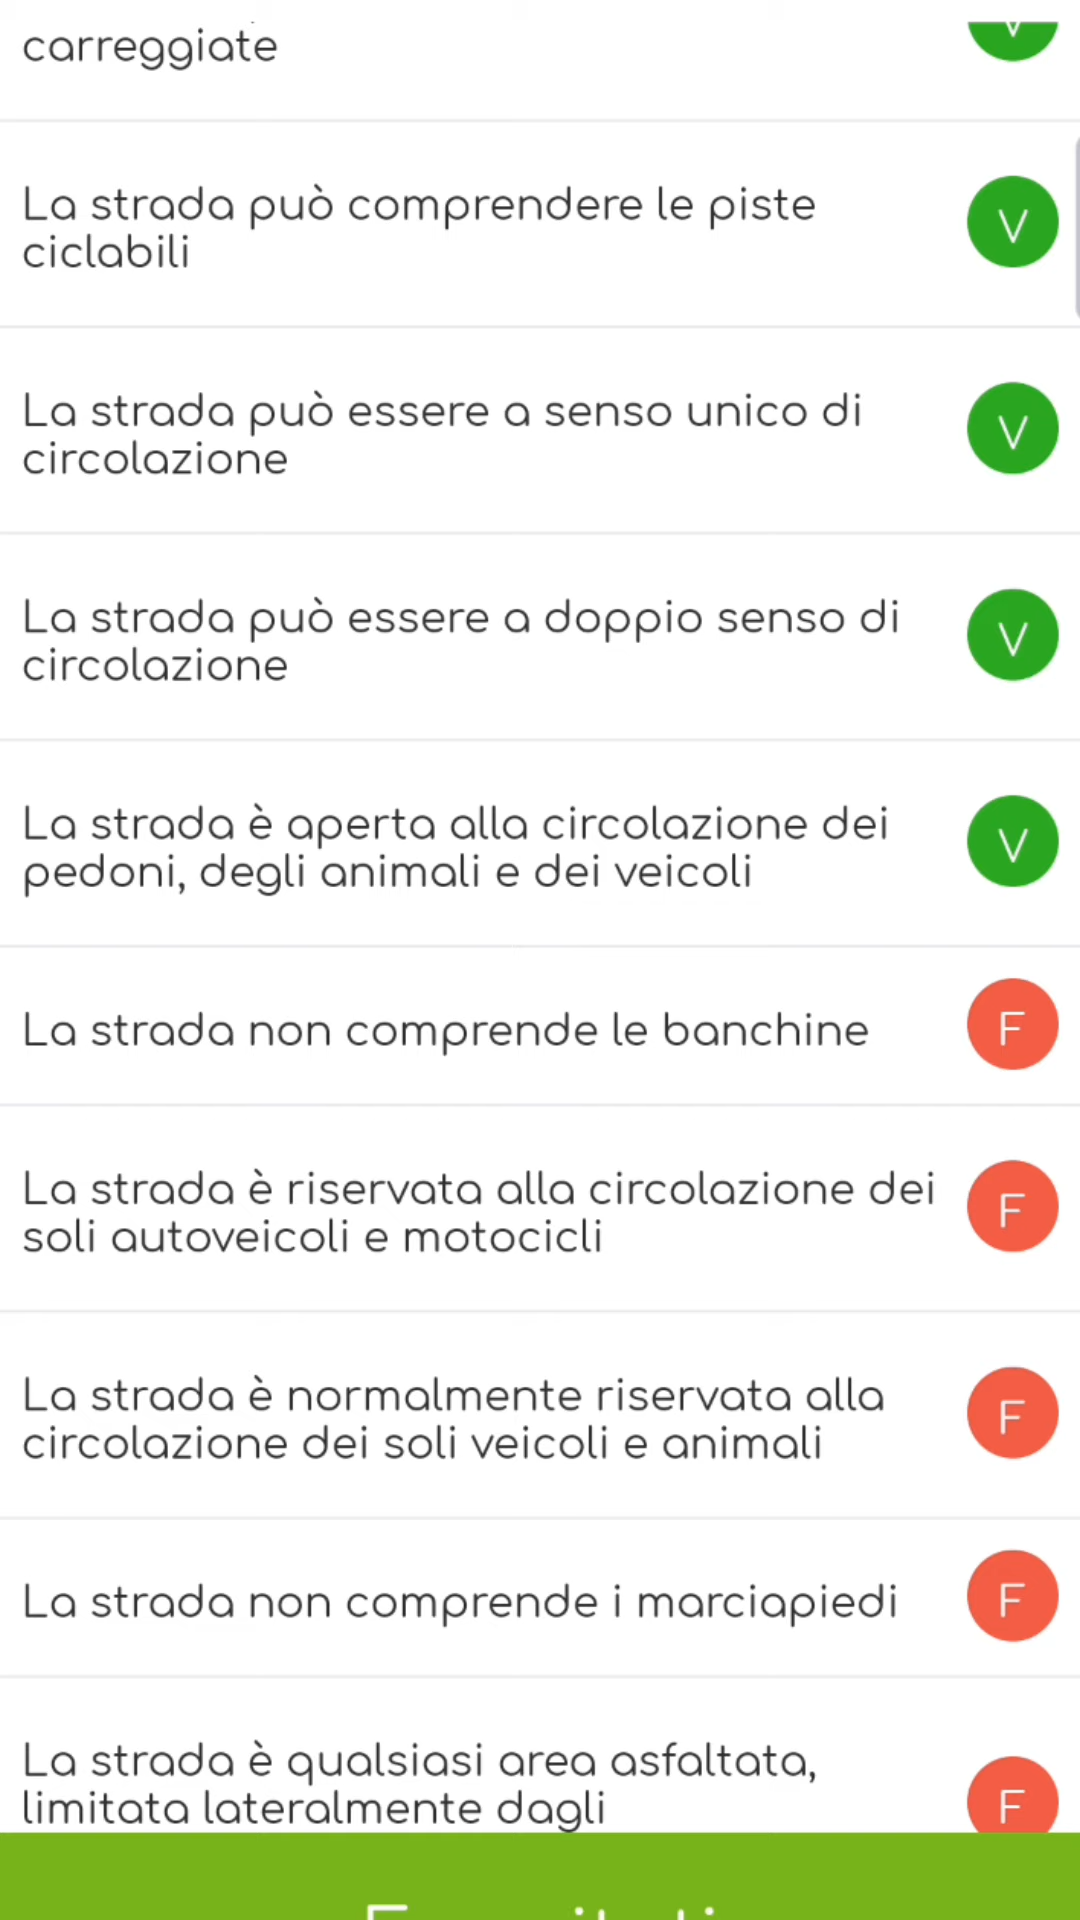 carreggiate
V
La strada può comprendere le piste
ciclabili
V
La strada può essere a senso unico di
circolazione
V
La strada può essere a doppio senso di
circolazione
V
La strada è aperta alla circolazione dei
pedoni, degli animali e dei veicoli
V
La strada non comprende le banchine
F
La strada è riservata alla circolazione dei
soli autoveicoli e motocicli
F
La strada è normalmente riservata alla
circolazione dei soli veicoli e animali
F
La strada non comprende i marciapiedi
F
La strada è qualsiasi area asfaltata,
limitata lateralmente dagli
F